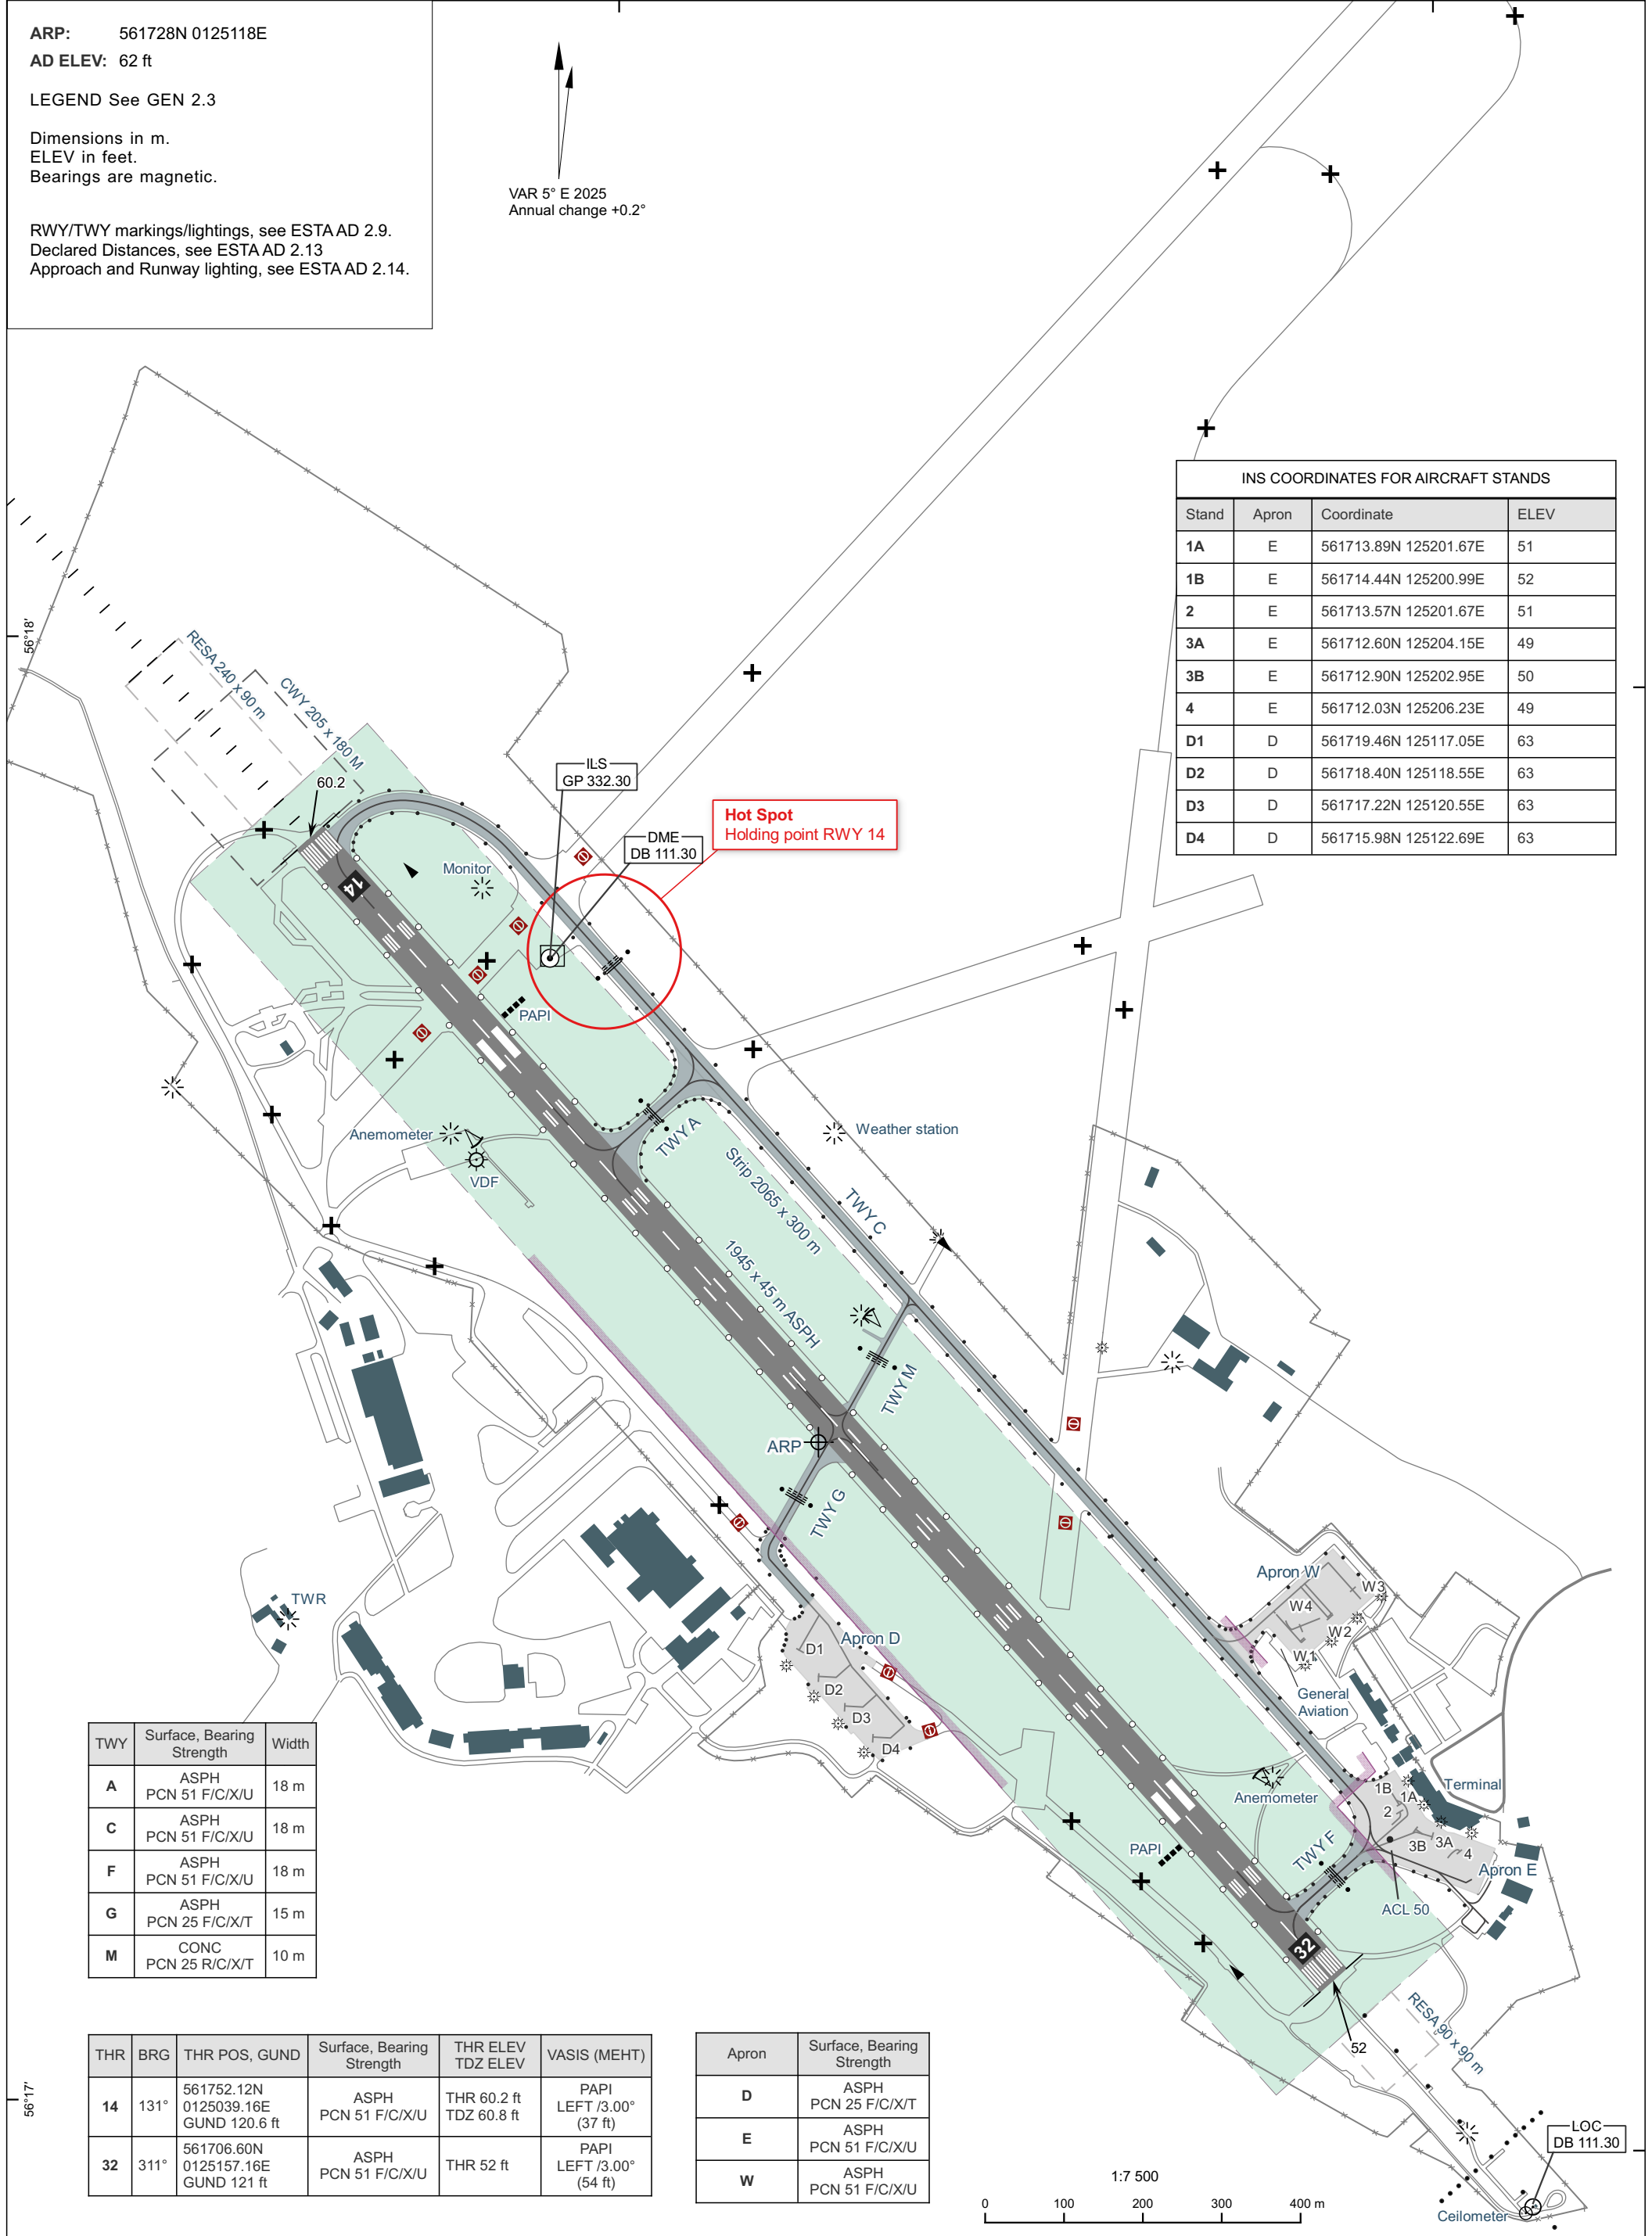 ARP: 561728N 0125118E
AD ELEV: 62 ft
LEGEND See GEN 2.3
Dimensions in m.
ELEV in feet.
Bearings are magnetic.
RWY/TWY markings/lightings, see ESTA AD 2.9.
Declared Distances, see ESTA AD 2.13
Approach and Runway lighting, see ESTA AD 2.14.
VAR 5° E 2025
Annual change +0.2°
INS COORDINATES FOR AIRCRAFT STANDS
Stand Apron Coordinate ELEV
1A E 561713.89N 125201.67E 51
1B E 561714.44N 125200.99E 52
2 E 561713.57N 125201.67E 51
3A E 561712.60N 125204.15E 49
3B E 561712.90N 125202.95E 50
4 E 561712.03N 125206.23E 49
D1 D 561719.46N 125117.05E 63
D2 D 561718.40N 125118.55E 63
D3 D 561717.22N 125120.55E 63
D4 D 561715.98N 125122.69E 63
56°18'
RESA 240 x 90 m
CWY 205 x 180 M
60.2
ILS
GP 332.30
DME
DB 111.30
Hot Spot
Holding point RWY 14
Monitor
14
PAPI
Anemometer
VDF
TWY A
Weather station
Strip 2065 x 300 m
TWY C
1945 x 45 m ASPH
TWY M
ARP
TWY G
TWR
Apron D
D1
D2
D3
D4
Apron W
W3
W4
W2
W1
General
Aviation
Terminal
1B
1A
2
3B
3A
4
Apron E
Anemometer
PAPI
TWY F
ACL 50
32
RESA 90 x 90 m
52
LOC
DB 111.30
Ceilometer
TWY Surface, Bearing Strength Width
A ASPH PCN 51 F/C/X/U 18 m
C ASPH PCN 51 F/C/X/U 18 m
F ASPH PCN 51 F/C/X/U 18 m
G ASPH PCN 25 F/C/X/T 15 m
M CONC PCN 25 R/C/X/T 10 m
56°17'
THR BRG THR POS, GUND Surface, Bearing Strength THR ELEV TDZ ELEV VASIS (MEHT)
14 131° 561752.12N 0125039.16E GUND 120.6 ft ASPH PCN 51 F/C/X/U THR 60.2 ft TDZ 60.8 ft PAPI LEFT /3.00° (37 ft)
32 311° 561706.60N 0125157.16E GUND 121 ft ASPH PCN 51 F/C/X/U THR 52 ft PAPI LEFT /3.00° (54 ft)
Apron Surface, Bearing Strength
D ASPH PCN 25 F/C/X/T
E ASPH PCN 51 F/C/X/U
W ASPH PCN 51 F/C/X/U
1:7 500
0 100 200 300 400 m